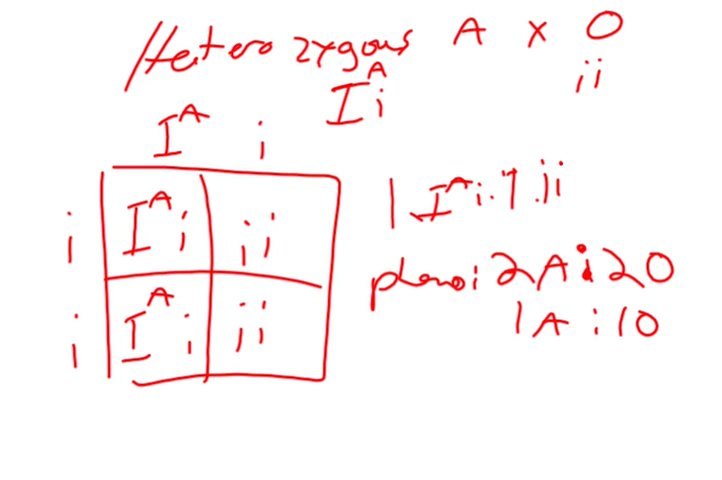 Heterozygous A x O
I^A i ii
I^A i
i I^A i ii
i I^A i ii
1 I^A i : 1 ii
pheno: 2A : 2O
1A : 1O